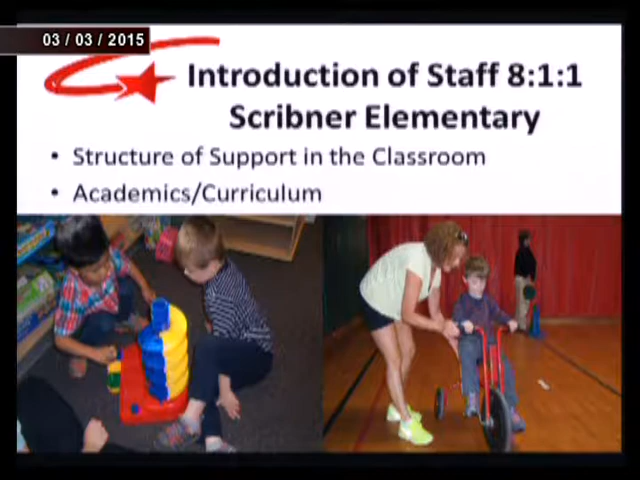 03 / 03 / 2015
Introduction of Staff 8:1:1
Scribner Elementary
• Structure of Support in the Classroom
• Academics/Curriculum